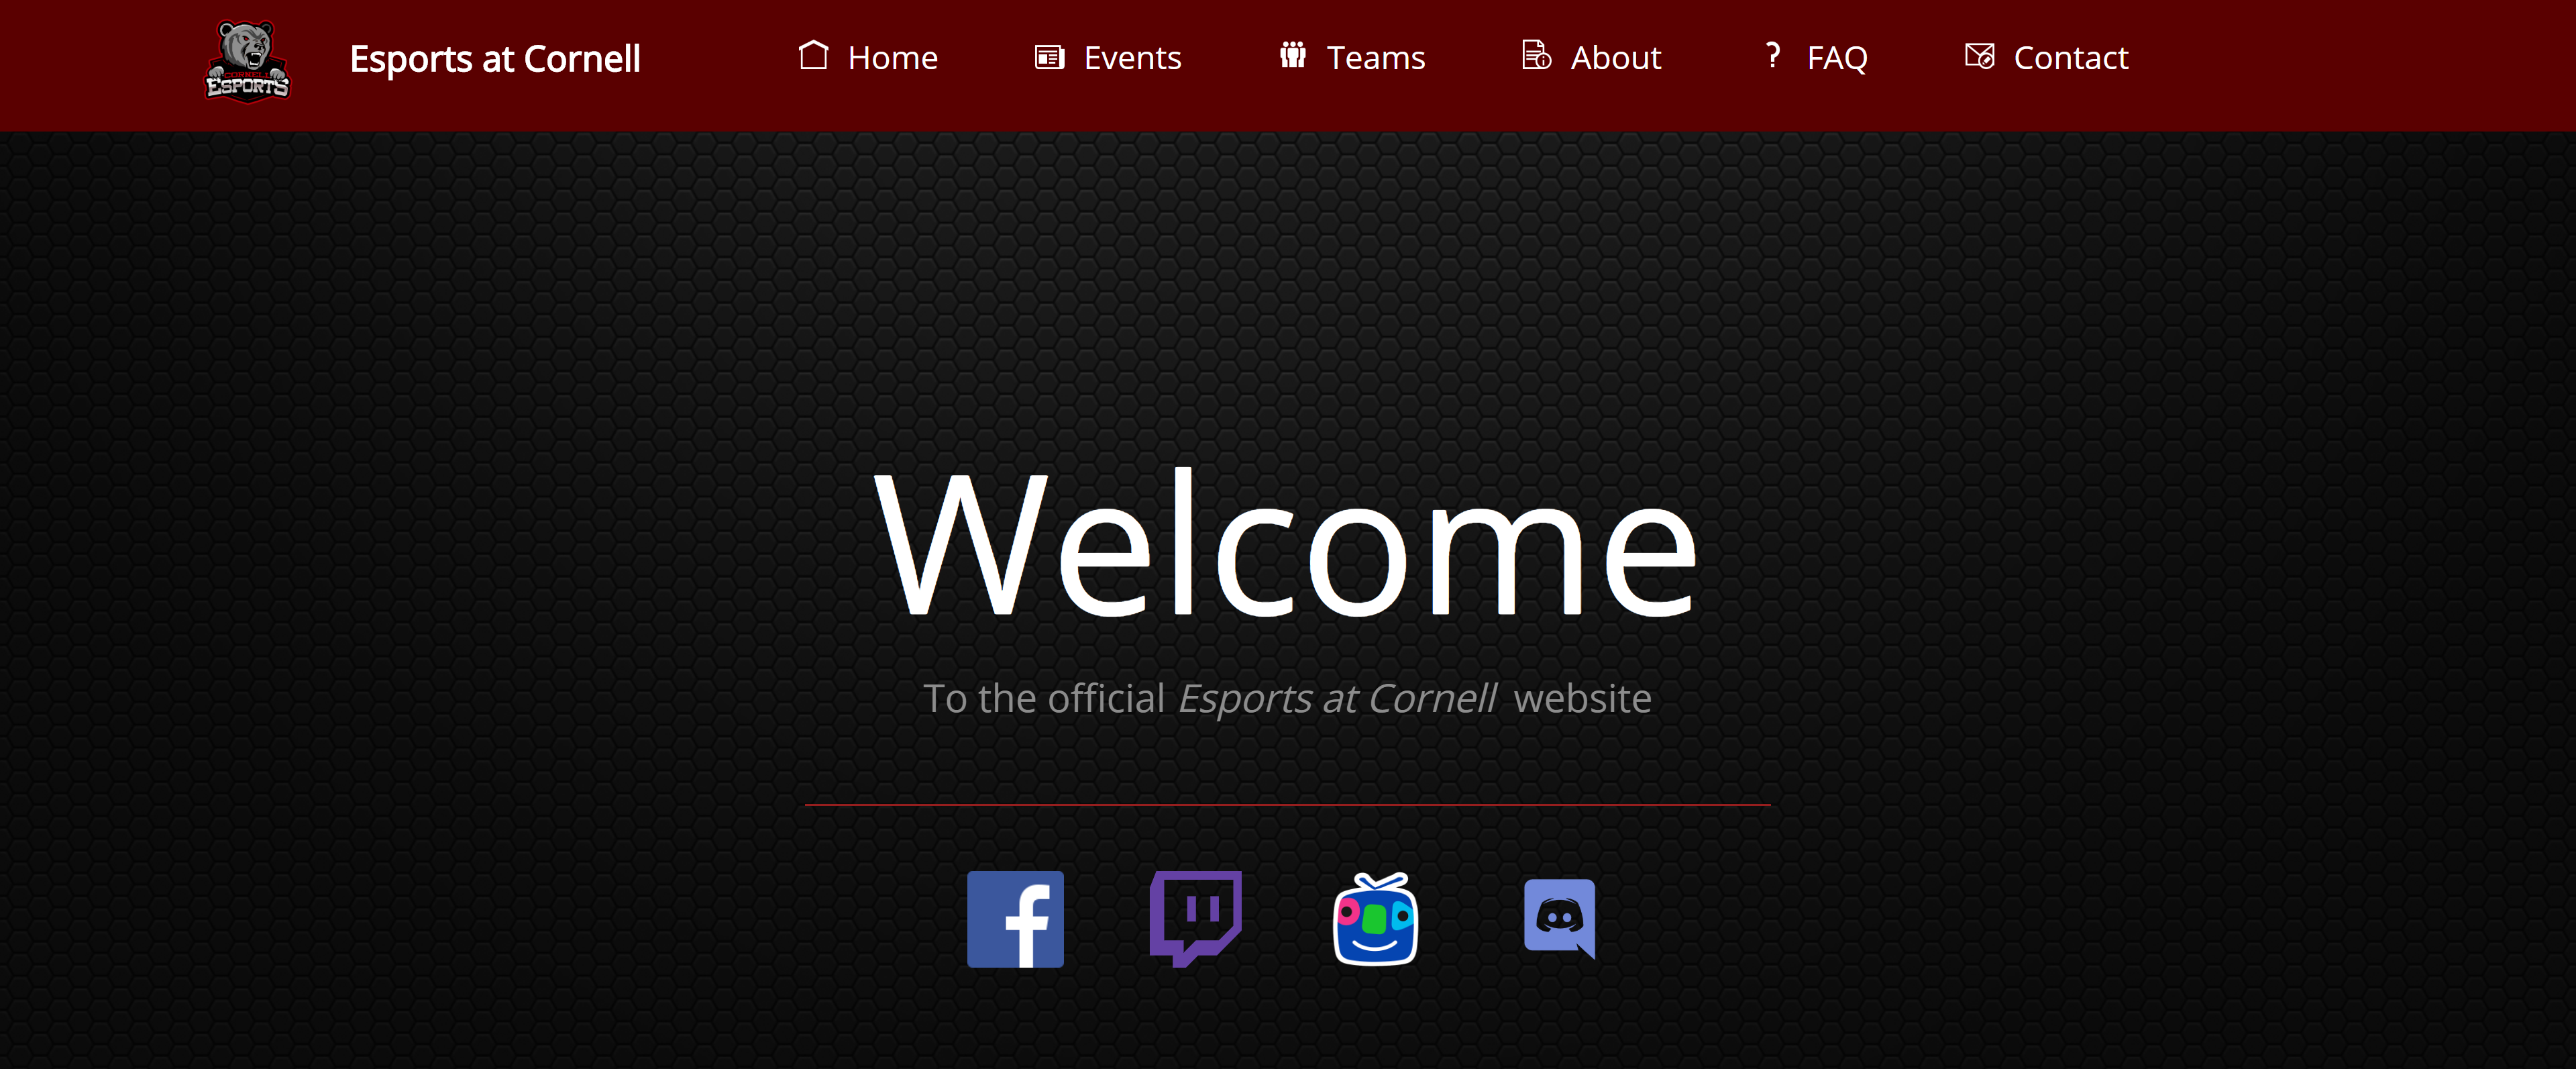 CORNELL
ESPORTS
Esports at Cornell
Home
Events
Teams
About
FAQ
Contact
Welcome
To the official Esports at Cornell website